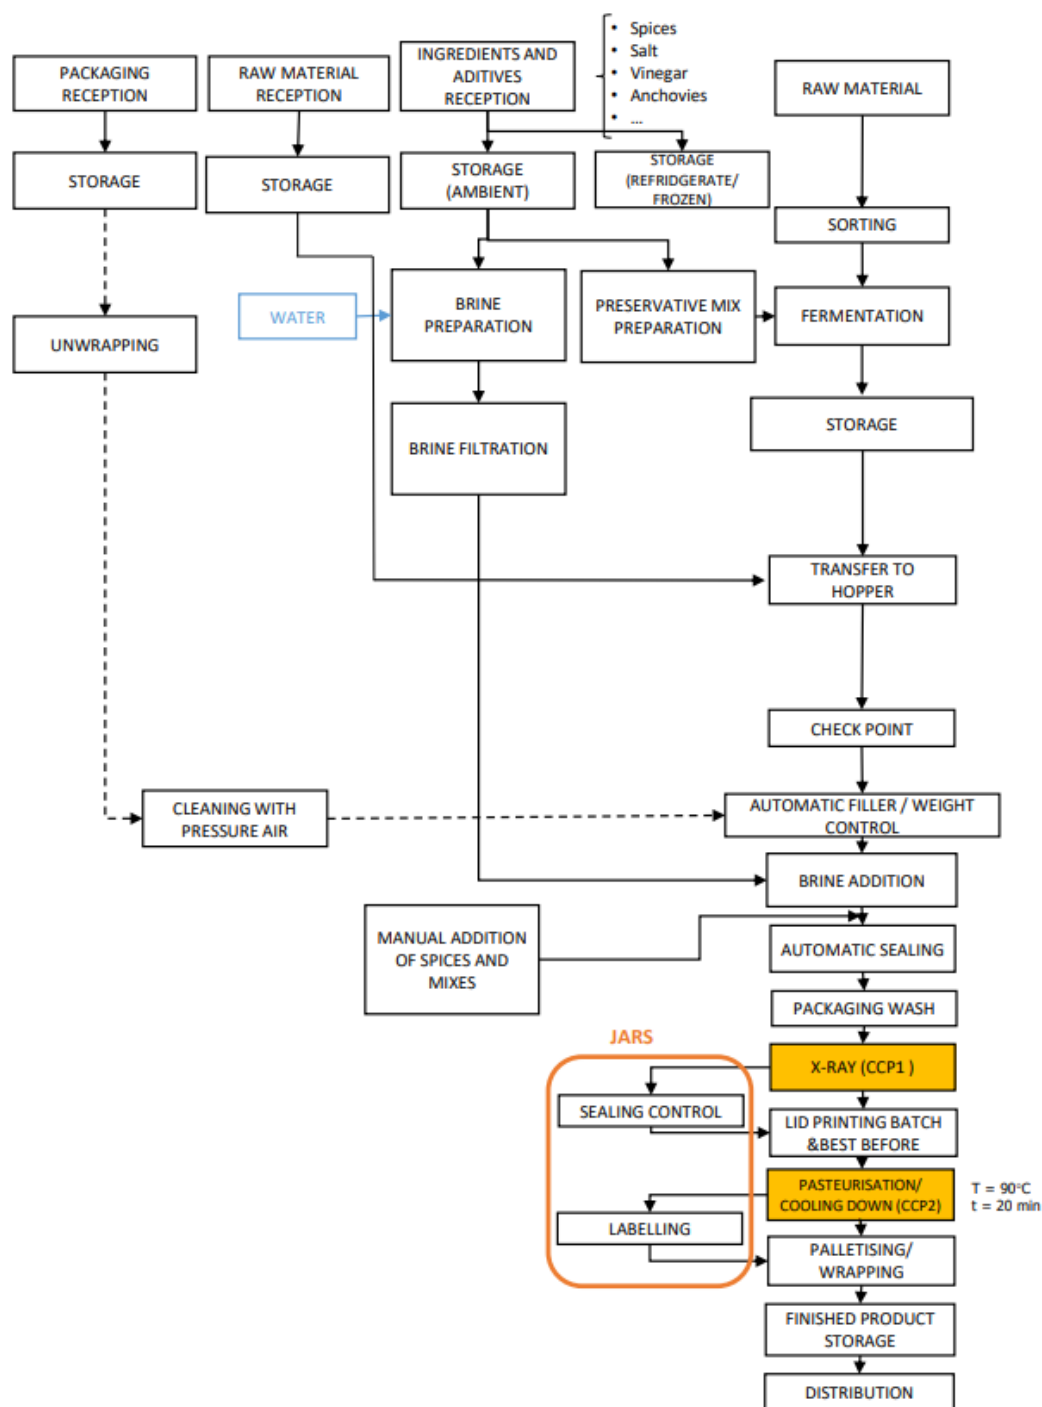 PACKAGING
RECEPTION
RAW MATERIAL
RECEPTION
INGREDIENTS AND
ADITIVES
RECEPTION
• Spices
• Salt
• Vinegar
• Anchovies
• ...
RAW MATERIAL
STORAGE
STORAGE
STORAGE
(AMBIENT)
STORAGE
(REFRIDGERATE/
FROZEN)
SORTING
WATER
BRINE
PREPARATION
PRESERVATIVE MIX
PREPARATION
FERMENTATION
UNWRAPPING
STORAGE
BRINE FILTRATION
TRANSFER TO
HOPPER
CHECK POINT
CLEANING WITH
PRESSURE AIR
AUTOMATIC FILLER / WEIGHT
CONTROL
BRINE ADDITION
MANUAL ADDITION
OF SPICES AND
MIXES
AUTOMATIC SEALING
PACKAGING WASH
JARS
X-RAY (CCP1 )
SEALING CONTROL
LID PRINTING BATCH
&BEST BEFORE
PASTEURISATION/
COOLING DOWN (CCP2)
T = 90°C
t = 20 min
LABELLING
PALLETISING/
WRAPPING
FINISHED PRODUCT
STORAGE
DISTRIBUTION